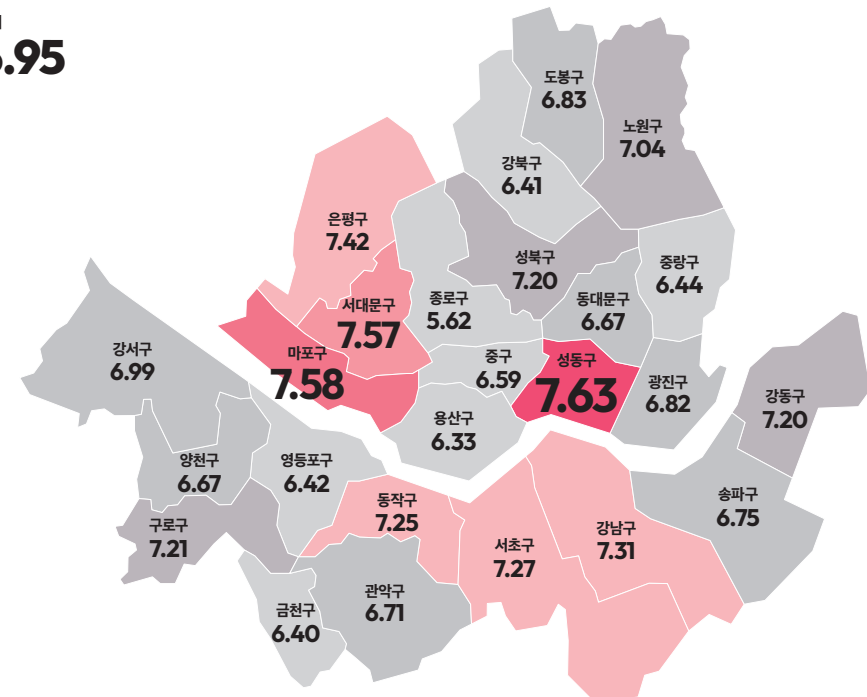 .95
도봉구
6.83
노원구
7.04
강북구
6.41
은평구
7.42
성북구
7.20
중랑구
6.44
서대문구
7.57
종로구
5.62
동대문구
6.67
강서구
6.99
마포구
7.58
중구
6.59
성동구
7.63
광진구
6.82
강동구
7.20
용산구
6.33
양천구
6.67
영등포구
6.42
동작구
7.25
송파구
6.75
구로구
7.21
서초구
7.27
강남구
7.31
관악구
6.71
금천구
6.40